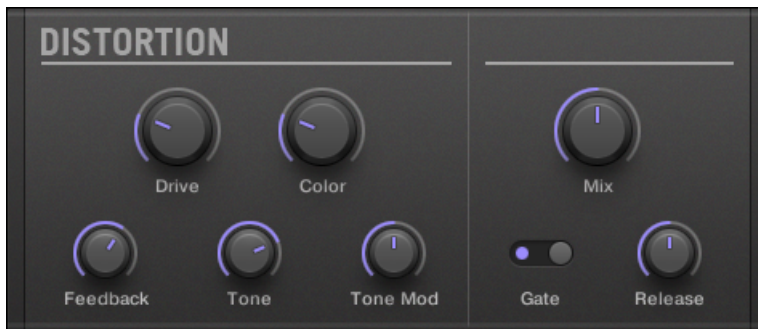 DISTORTION
Drive Color Mix
Feedback Tone Tone Mod Gate Release